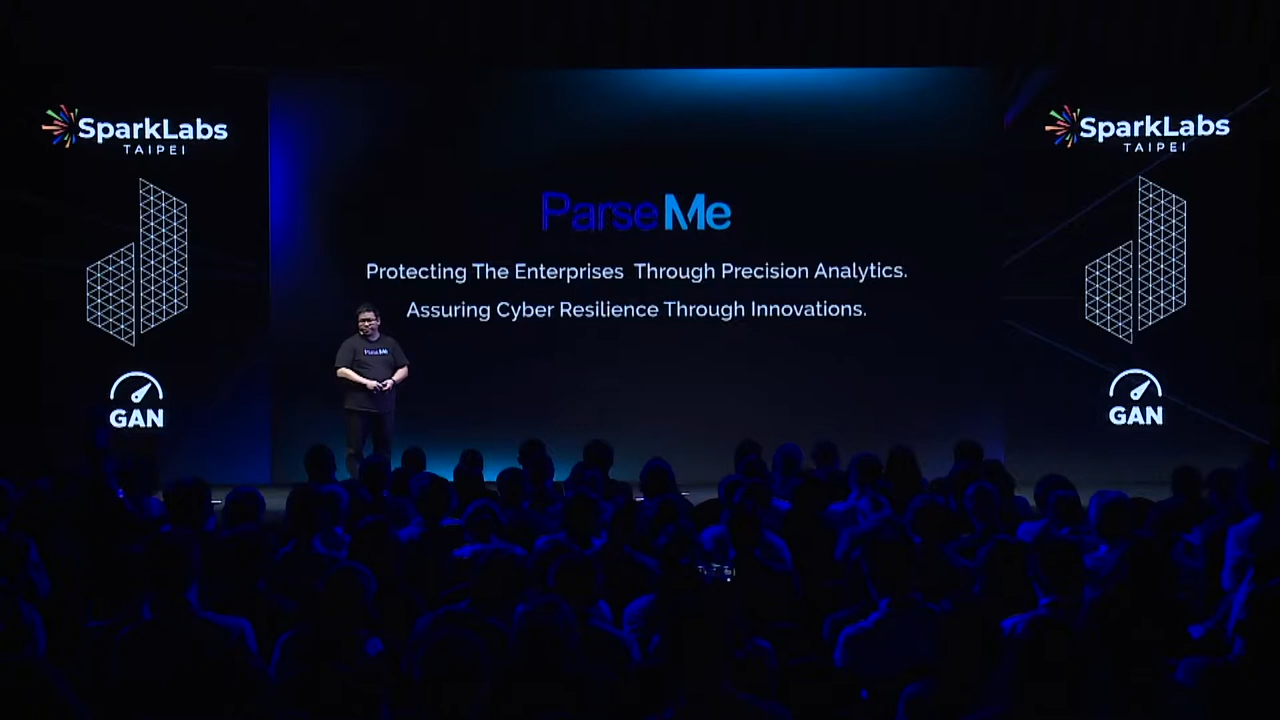 SparkLabs
TAIPEI
GAN
ParseMe
Protecting The Enterprises Through Precision Analytics.
Assuring Cyber Resilience Through Innovations.
ParseMe
SparkLabs
TAIPEI
GAN